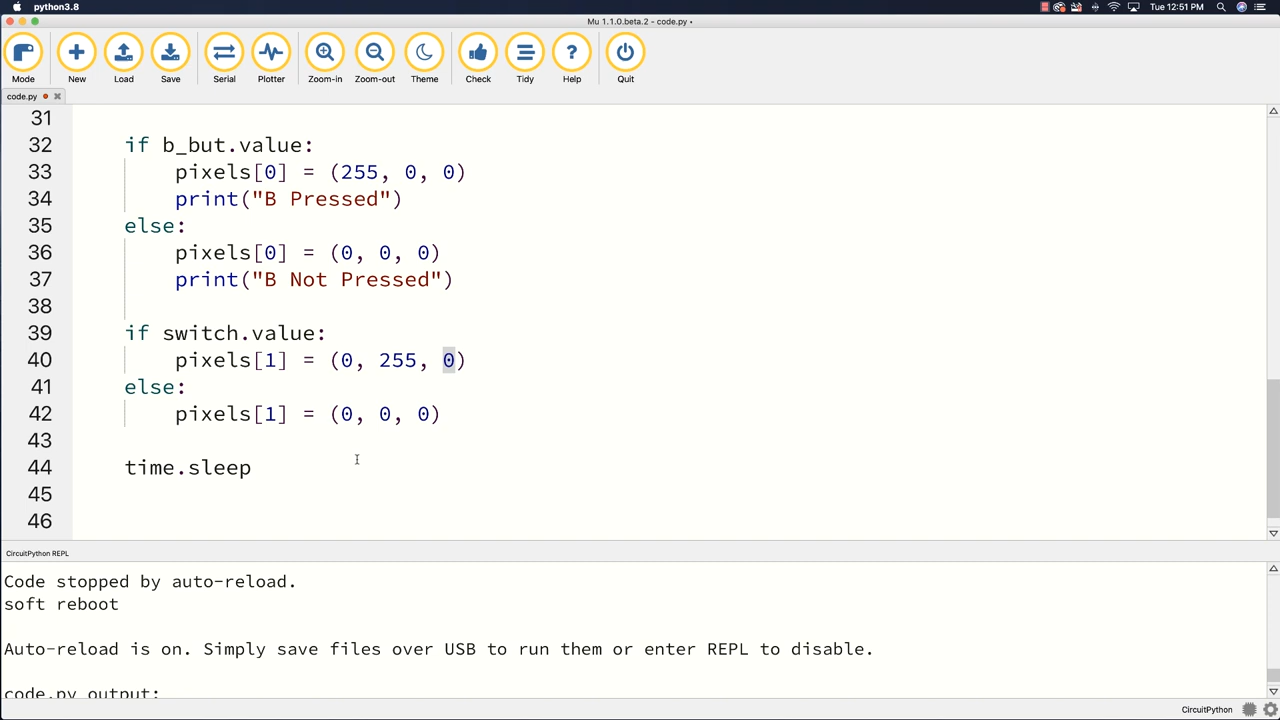 python3.8
Tue 12:51 PM
Mu 1.1.0.beta.2 - code.py •
Mode New Load Save Serial Plotter Zoom-in Zoom-out Theme Check Tidy Help Quit
code.py
31
32 if b_but.value:
33 pixels[0] = (255, 0, 0)
34 print("B Pressed")
35 else:
36 pixels[0] = (0, 0, 0)
37 print("B Not Pressed")
38
39 if switch.value:
40 pixels[1] = (0, 255, 0)
41 else:
42 pixels[1] = (0, 0, 0)
43
44 time.sleep
45
46
CircuitPython REPL
Code stopped by auto-reload.
soft reboot
Auto-reload is on. Simply save files over USB to run them or enter REPL to disable.
code.py output:
CircuitPython